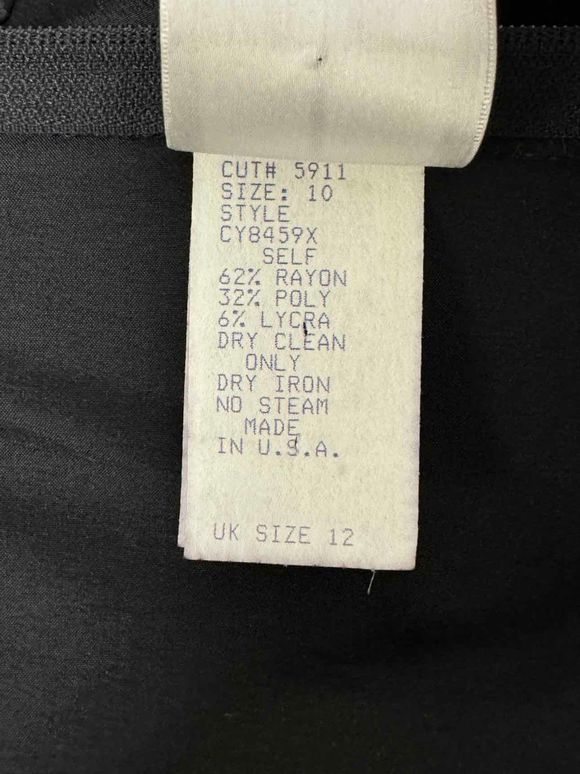 CUT# 5911
SIZE: 10
STYLE
CY8459X
SELF
62% RAYON
32% POLY
6% LYCRA
DRY CLEAN
ONLY
DRY IRON
NO STEAM
MADE
IN U.S.A.
UK SIZE 12